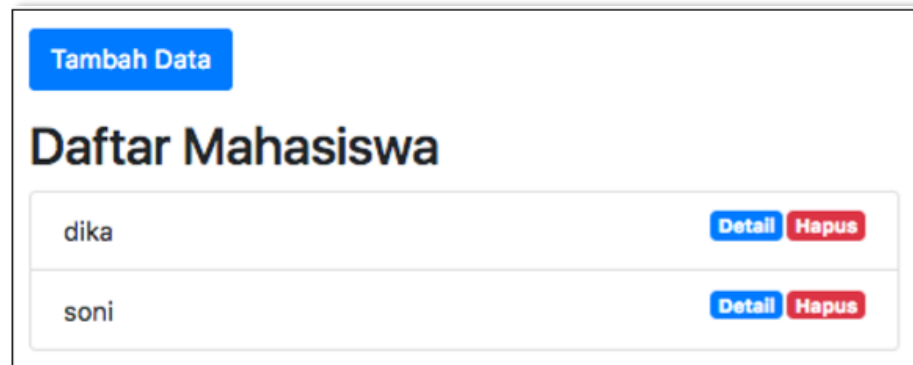 Tambah Data
Daftar Mahasiswa
dika Detail Hapus
soni Detail Hapus